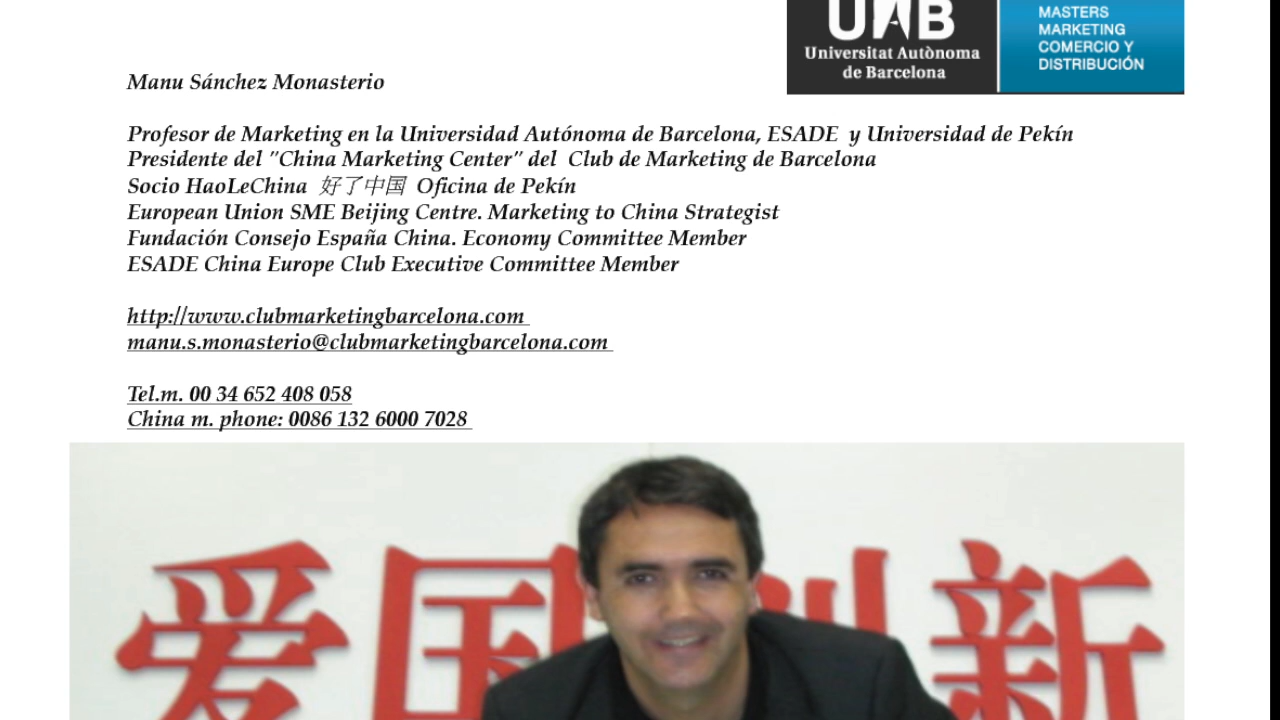 UAB
Universitat Autònoma
de Barcelona
MASTERS
MARKETING
COMERCIO Y
DISTRIBUCIÓN
Manu Sánchez Monasterio
Profesor de Marketing en la Universidad Autónoma de Barcelona, ESADE y Universidad de Pekín
Presidente del "China Marketing Center" del Club de Marketing de Barcelona
Socio HaoLeChina 好了中国 Oficina de Pekín
European Union SME Beijing Centre. Marketing to China Strategist
Fundación Consejo España China. Economy Committee Member
ESADE China Europe Club Executive Committee Member
http://www.clubmarketingbarcelona.com
manu.s.monasterio@clubmarketingbarcelona.com
Tel.m. 00 34 652 408 058
China m. phone: 0086 132 6000 7028
爱国创新